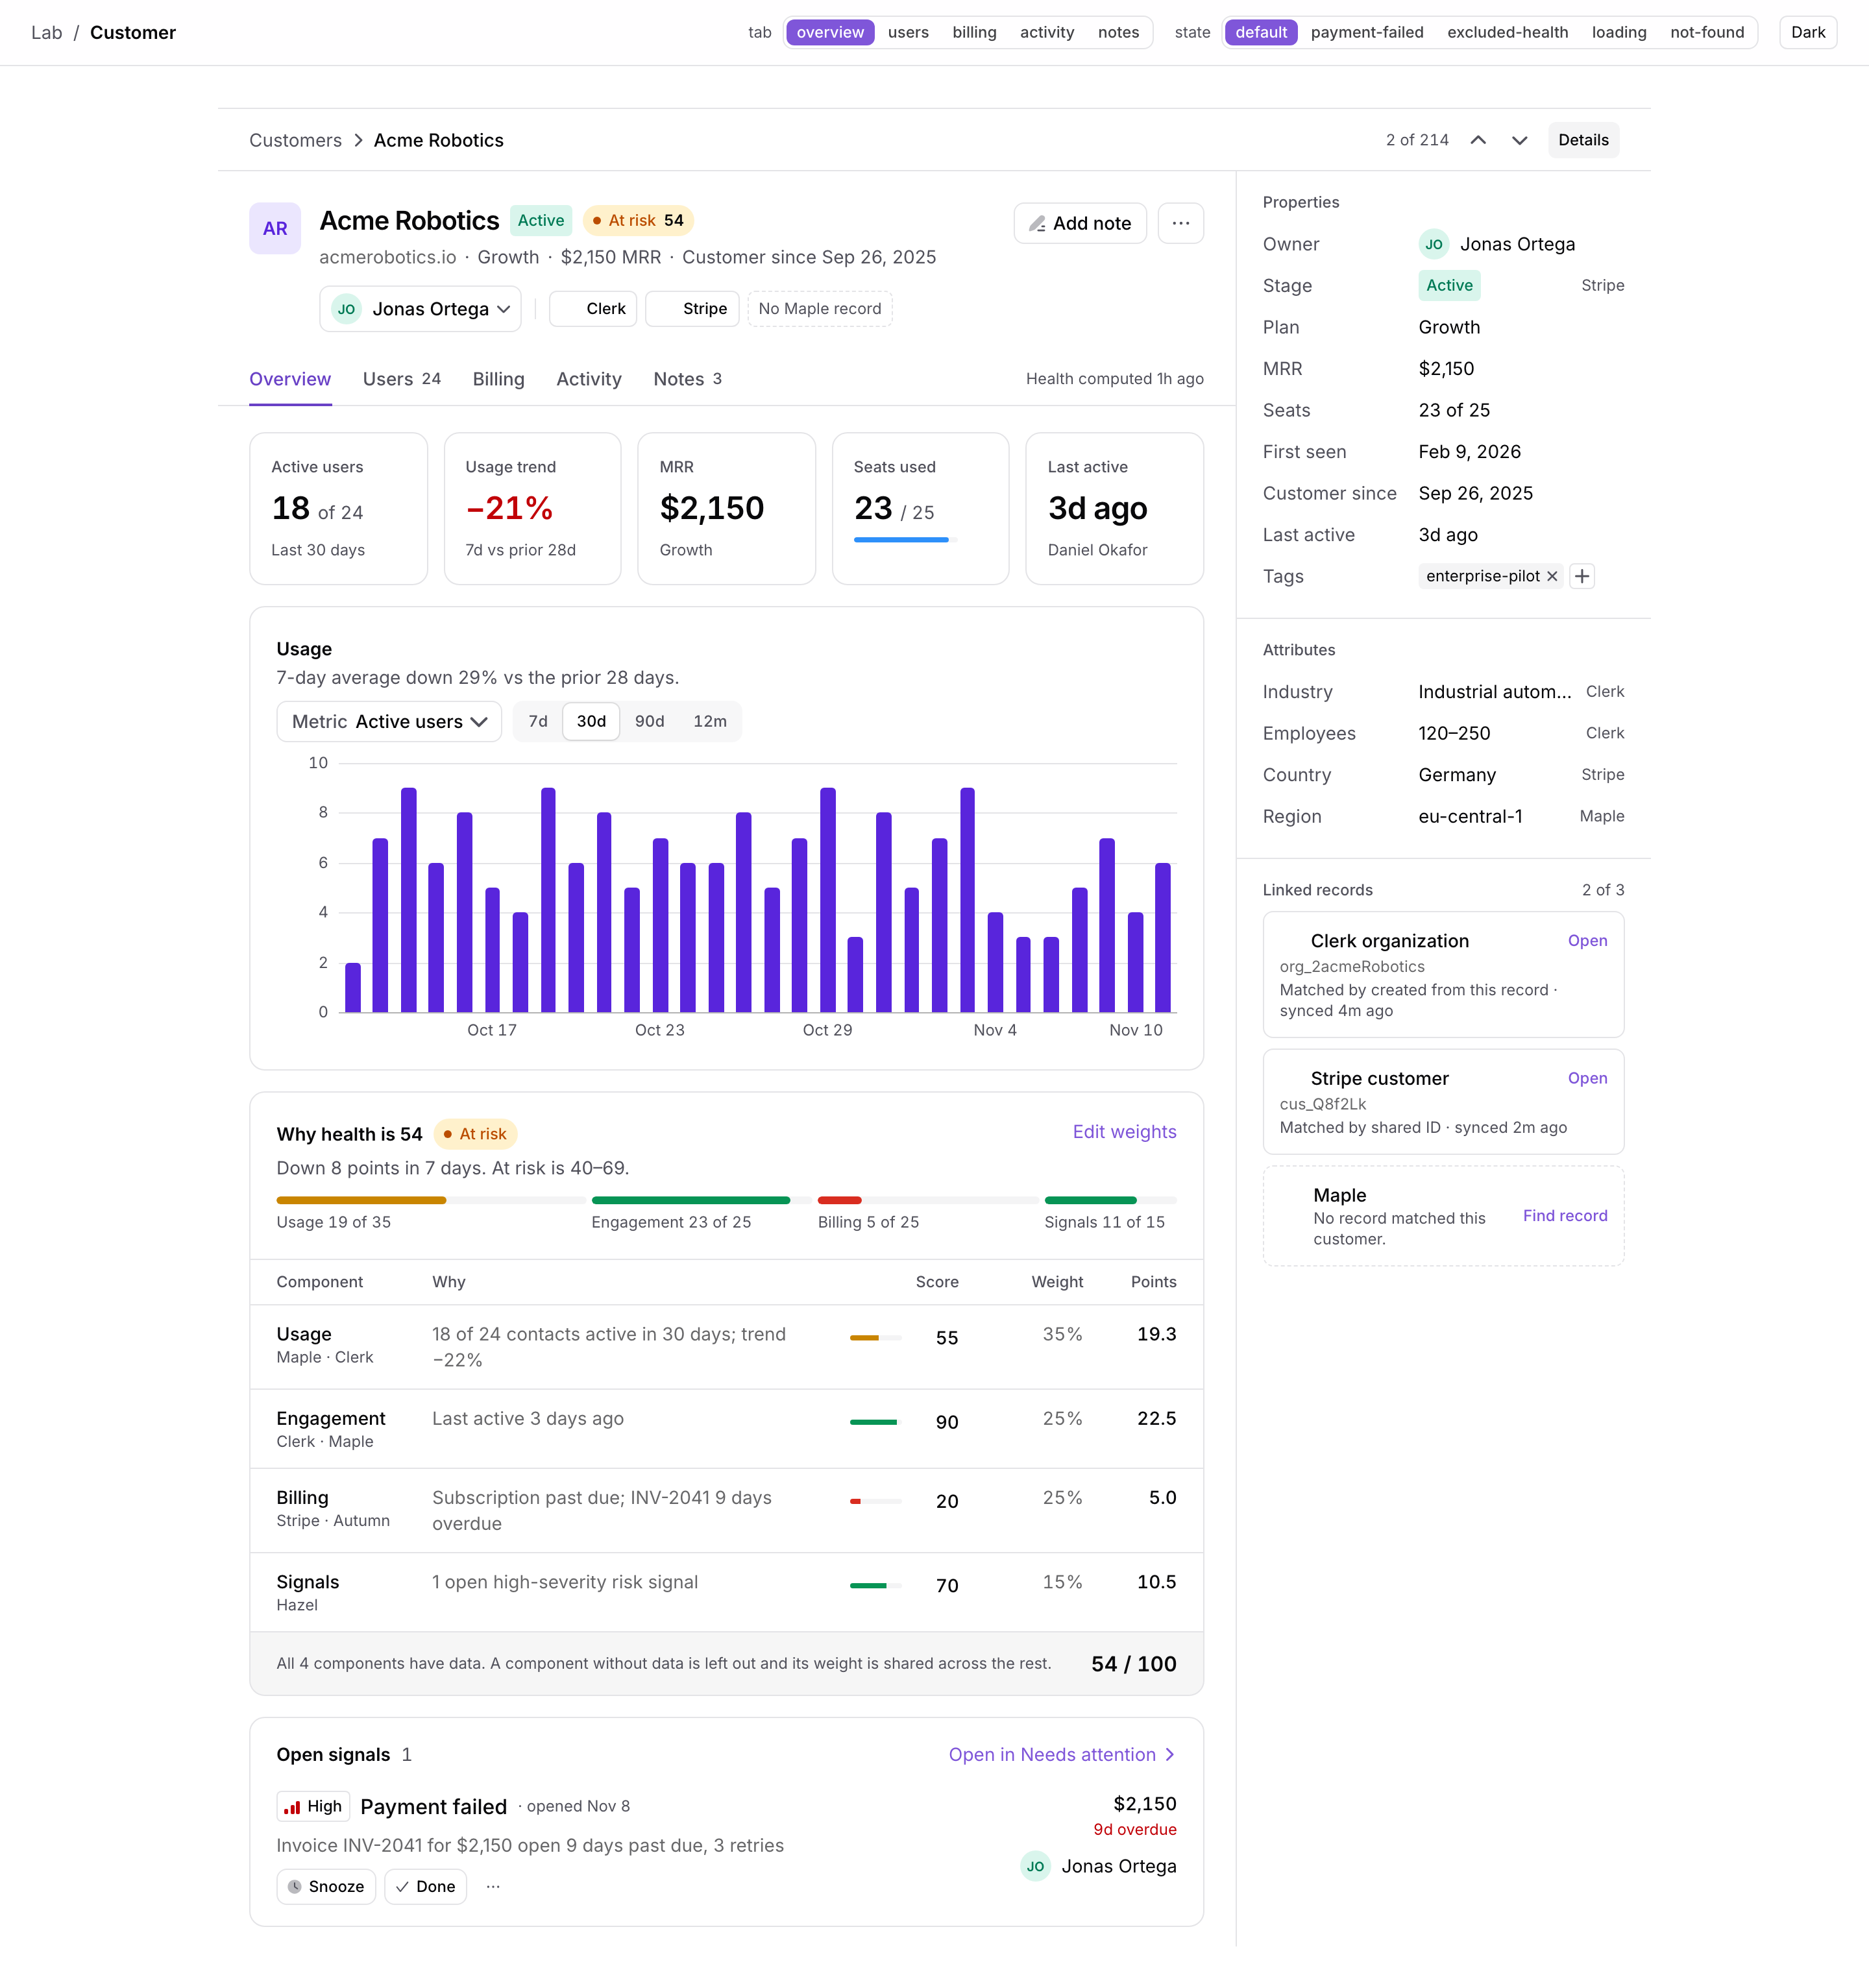 Lab / Customer
tab overview users billing activity notes state default payment-failed excluded-health loading not-found Dark
Customers > Acme Robotics
2 of 214 Details
AR
Acme Robotics Active At risk 54
Add note ...
acmerobotics.io · Growth · $2,150 MRR · Customer since Sep 26, 2025
JO Jonas Ortega Clerk Stripe No Maple record
Overview Users 24 Billing Activity Notes 3 Health computed 1h ago
Active users
18 of 24
Last 30 days
Usage trend
−21%
7d vs prior 28d
MRR
$2,150
Growth
Seats used
23 / 25
Last active
3d ago
Daniel Okafor
Usage
7-day average down 29% vs the prior 28 days.
Metric Active users 7d 30d 90d 12m
10
8
6
4
2
0
Oct 17 Oct 23 Oct 29 Nov 4 Nov 10
Why health is 54 At risk Edit weights
Down 8 points in 7 days. At risk is 40–69.
Usage 19 of 35 Engagement 23 of 25 Billing 5 of 25 Signals 11 of 15
Component Why Score Weight Points
Usage 18 of 24 contacts active in 30 days; trend 55 35% 19.3
Maple · Clerk −22%
Engagement Last active 3 days ago 90 25% 22.5
Clerk · Maple
Billing Subscription past due; INV-2041 9 days 20 25% 5.0
Stripe · Autumn overdue
Signals 1 open high-severity risk signal 70 15% 10.5
Hazel
All 4 components have data. A component without data is left out and its weight is shared across the rest. 54 / 100
Open signals 1 Open in Needs attention >
High Payment failed · opened Nov 8 $2,150
9d overdue
Invoice INV-2041 for $2,150 open 9 days past due, 3 retries
JO Jonas Ortega
Snooze Done ...
Properties
Owner JO Jonas Ortega
Stage Active Stripe
Plan Growth
MRR $2,150
Seats 23 of 25
First seen Feb 9, 2026
Customer since Sep 26, 2025
Last active 3d ago
Tags enterprise-pilot × +
Attributes
Industry Industrial autom... Clerk
Employees 120–250 Clerk
Country Germany Stripe
Region eu-central-1 Maple
Linked records 2 of 3
Clerk organization Open
org_2acmeRobotics
Matched by created from this record ·
synced 4m ago
Stripe customer Open
cus_Q8f2Lk
Matched by shared ID · synced 2m ago
Maple
No record matched this
customer.
Find record